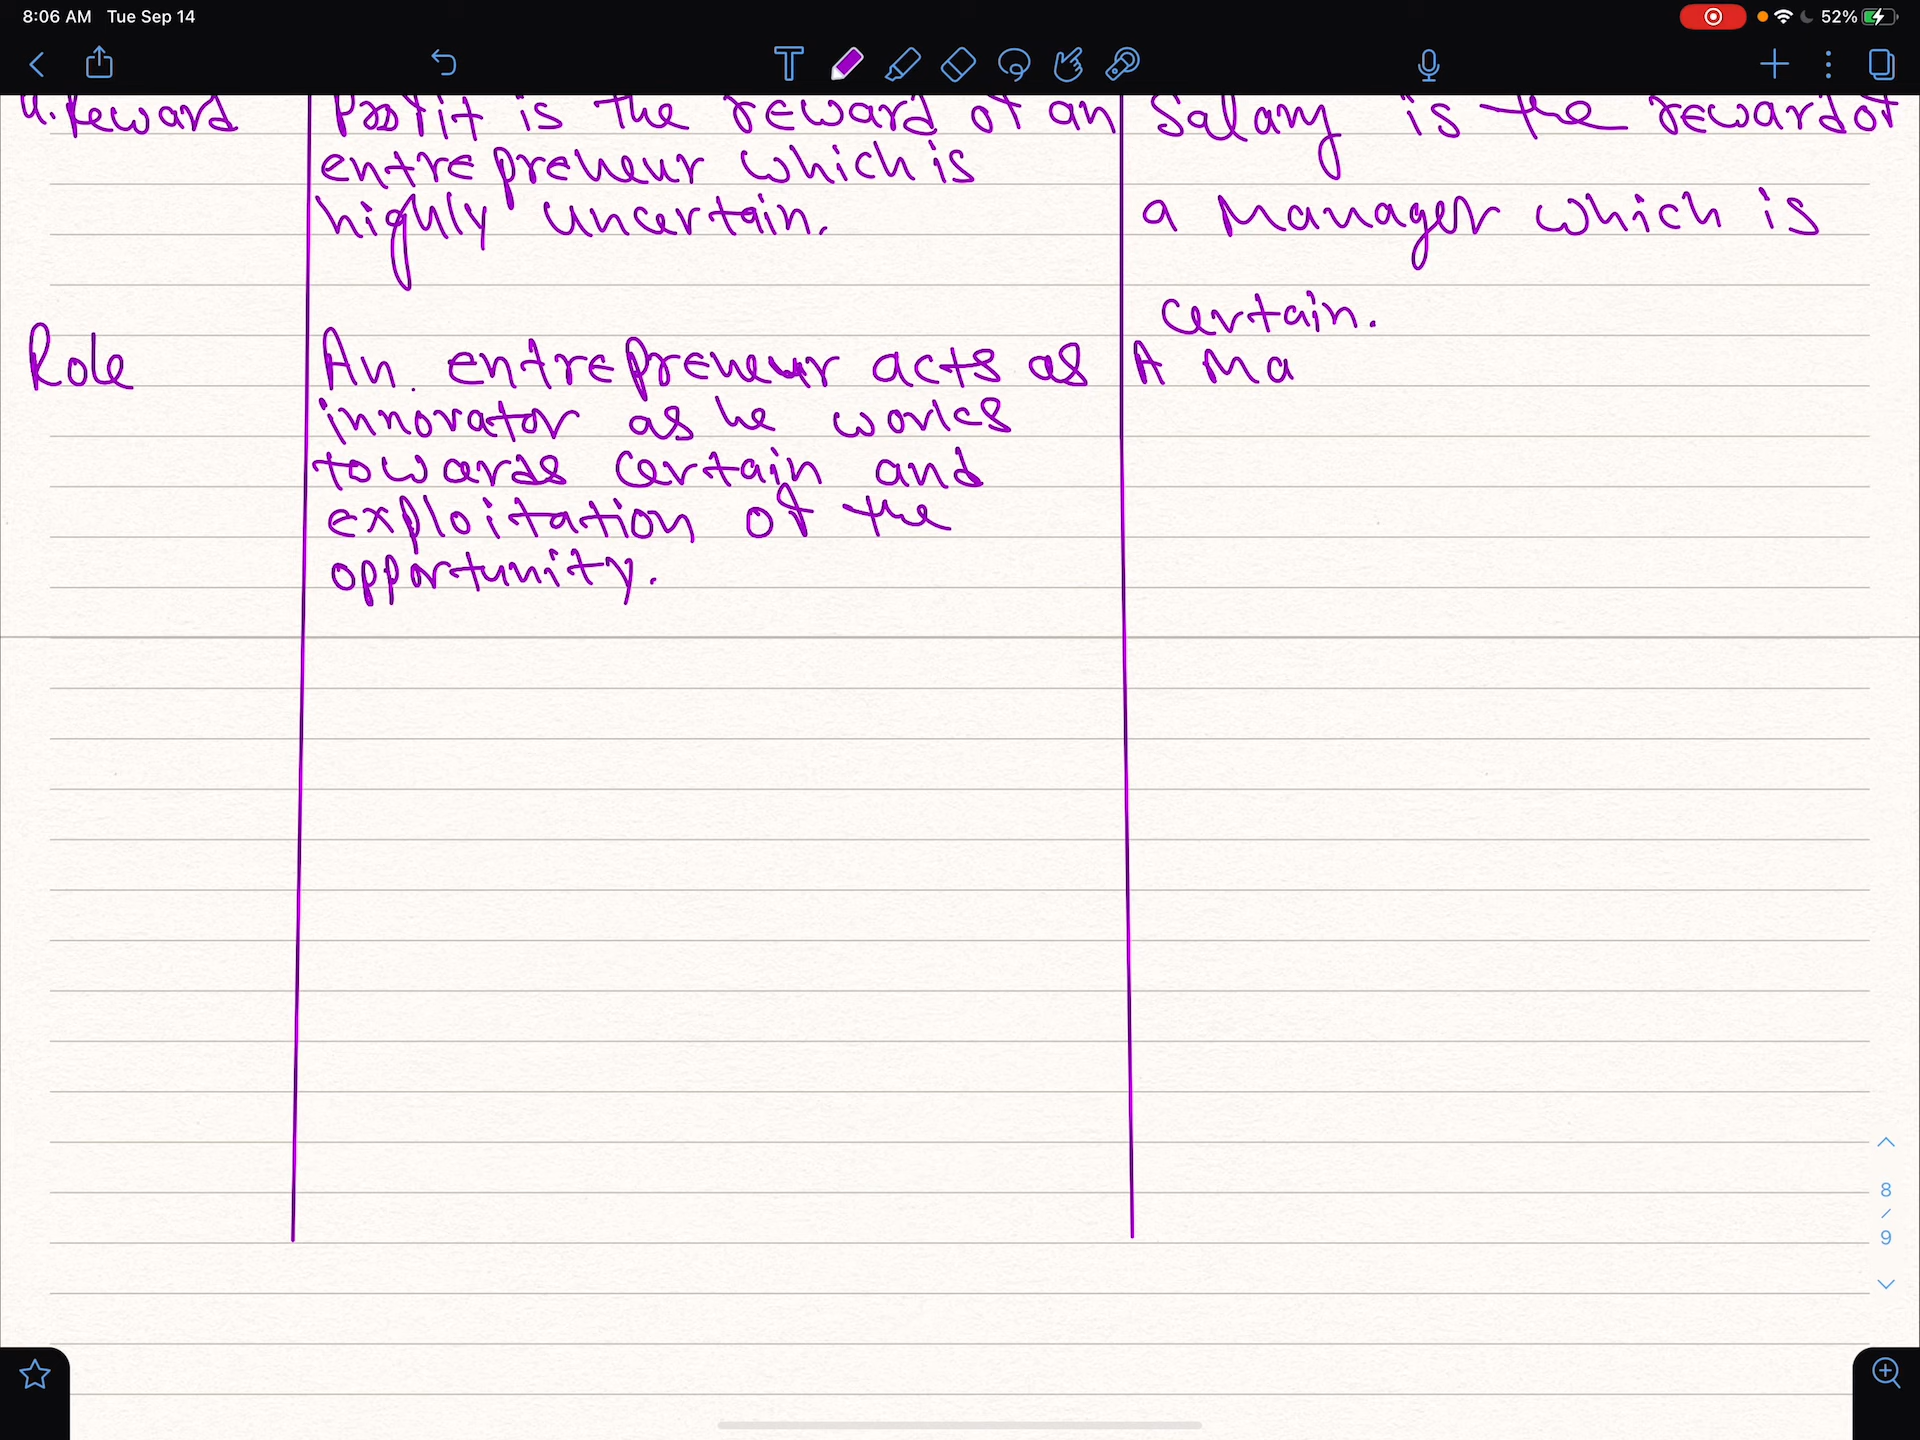 8:06 AM Tue Sep 14 52%
4. Reward Profit is the reward of an Salary is the reward of
entrepreneur which is
highly uncertain. a Manager which is
certain.
Role An entrepreneur acts as A Ma
innovator as he works
towards certain and
exploitation of the
opportunity.
8
/
9